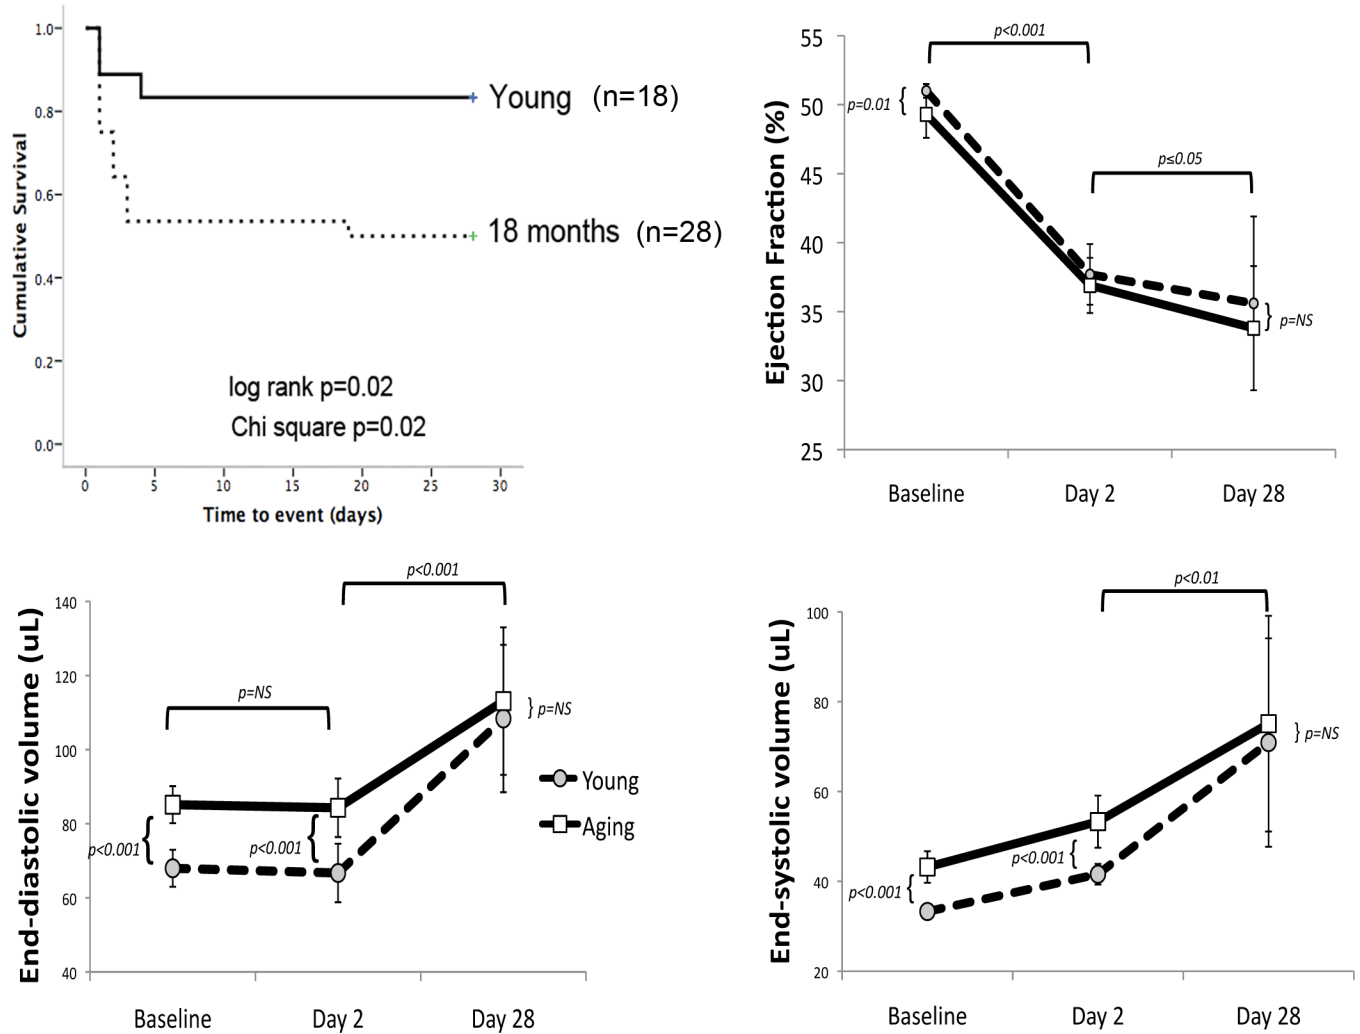 1.0
0.8
0.6
0.4
0.2
0.0
Cumulative Survival
Young (n=18)
18 months (n=28)
log rank p=0.02
Chi square p=0.02
0 5 10 15 20 25 30
Time to event (days)
p<0.001
55
50
45
40
35
30
25
Ejection Fraction (%)
p=0.01
p≤0.05
p=NS
Baseline Day 2 Day 28
p<0.001
140
120
100
80
60
40
End-diastolic volume (uL)
p=NS
p=NS
p<0.001
p<0.001
Young
Aging
Baseline Day 2 Day 28
p<0.01
100
80
60
40
20
End-systolic volume (uL)
p=NS
p<0.001
p<0.001
Baseline Day 2 Day 28